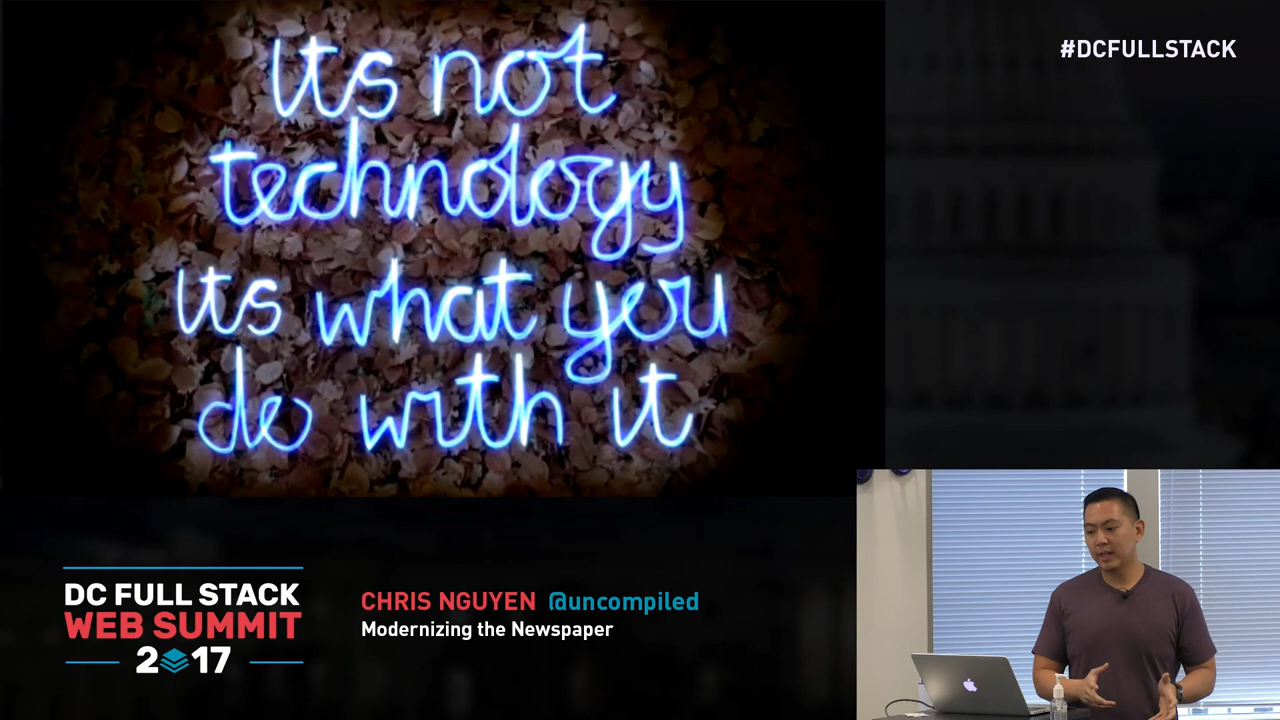 its not
technology
its what you
do with it
#DCFULLSTACK
DC FULL STACK
WEB SUMMIT
2017
CHRIS NGUYEN @uncompiled
Modernizing the Newspaper